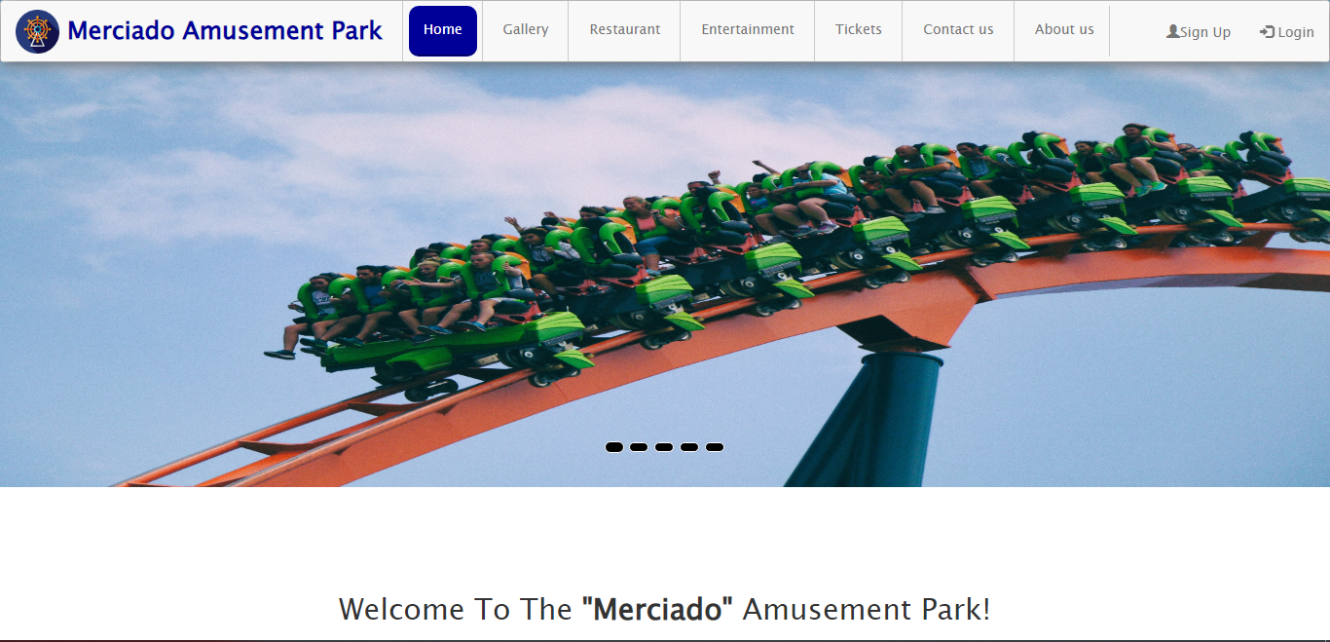 Merciado Amusement Park Home Gallery Restaurant Entertainment Tickets Contact us About us Sign Up Login
Welcome To The "Merciado" Amusement Park!